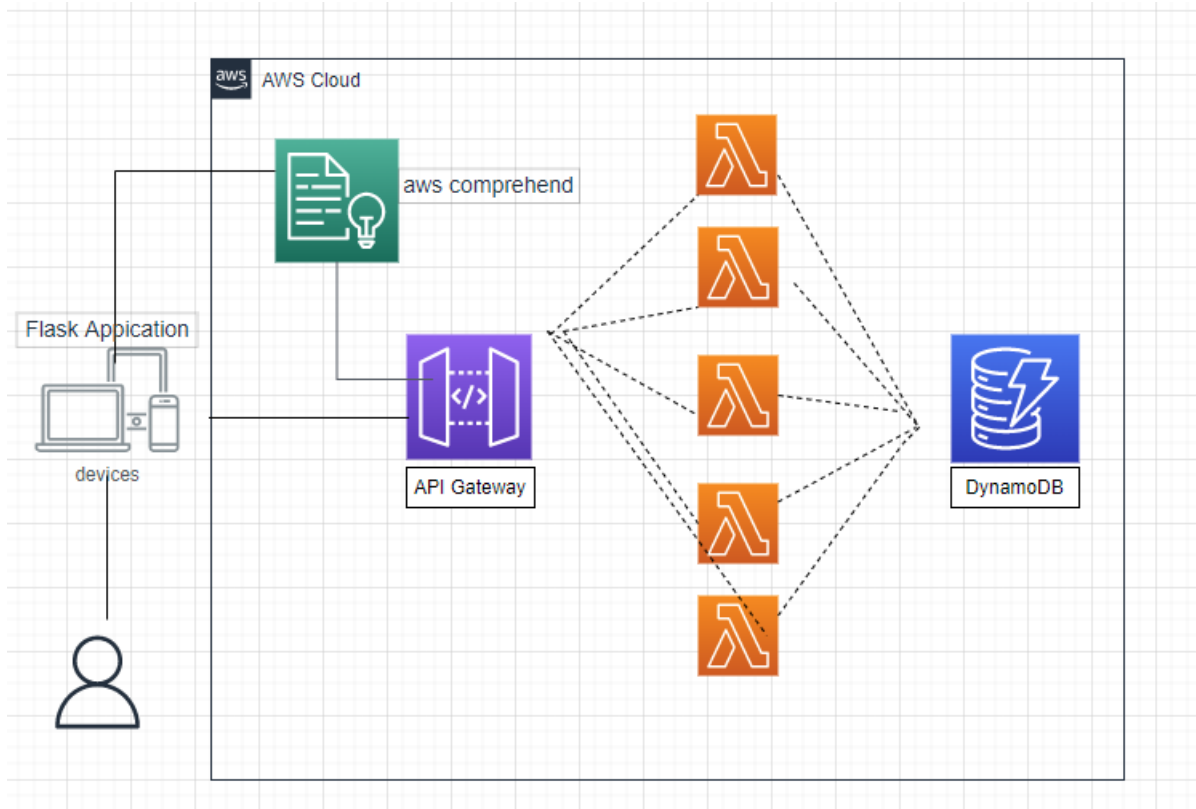 aws
AWS Cloud
aws comprehend
Flask Appication
</>
devices
API Gateway
DynamoDB